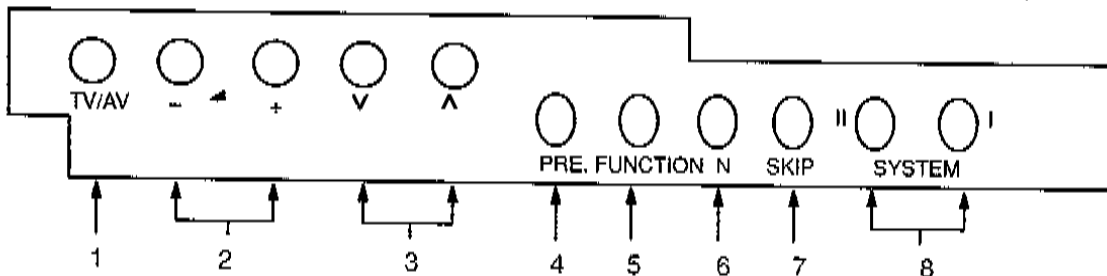 TV/AV - + ∨ ∧
II I
PRE. FUNCTION N SKIP SYSTEM
1 2 3 4 5 6 7 8